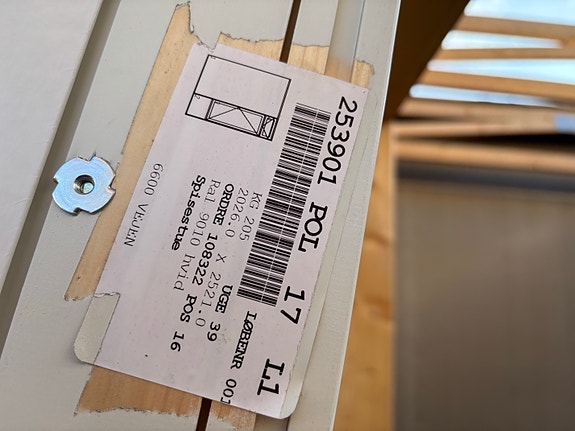 253901 POL 17 L1
KG 205 LØBENR 001
2026.0 X 2521.0
ORDRE 108322 POS 16
UGE 39
Ral 9010 hvid
Spisestue
6600 VEJEN